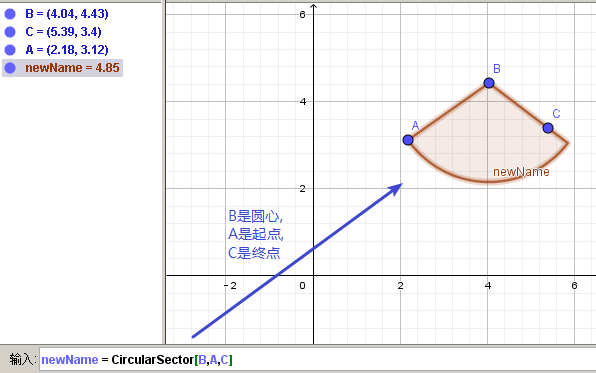 B = (4.04, 4.43)
C = (5.39, 3.4)
A = (2.18, 3.12)
newName = 4.85
6
4
2
0
-2
0
2
4
6
B
C
A
newName
B是圆心,
A是起点,
C是终点
输入: newName = CircularSector[B,A,C]